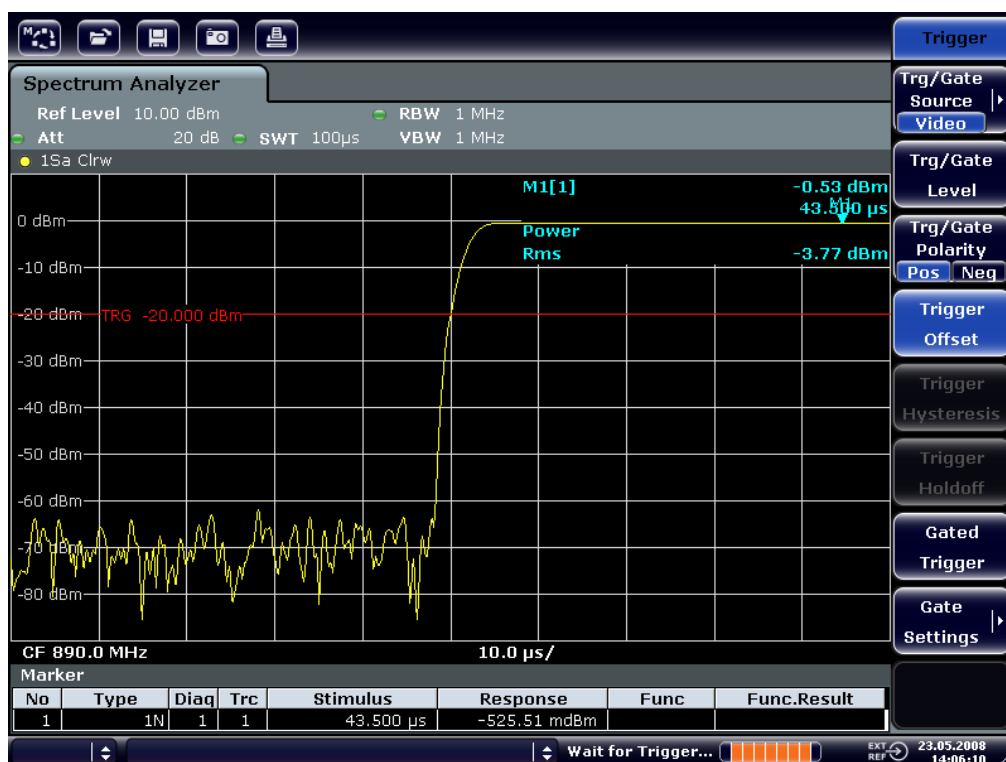 Trigger
Spectrum Analyzer
Ref Level 10.00 dBm RBW 1 MHz
Att 20 dB SWT 100µs VBW 1 MHz
1Sa Clrw
M1[1] -0.53 dBm
43.500 µs
M1
Power
Rms -3.77 dBm
0 dBm
-10 dBm
-20 dBm TRG -20.000 dBm
-30 dBm
-40 dBm
-50 dBm
-60 dBm
-70 dBm
-80 dBm
CF 890.0 MHz 10.0 µs/
Marker
No Type Diag Trc Stimulus Response Func Func.Result
1 1N 1 1 43.500 µs -525.51 mdBm
Wait for Trigger... EXT REF 23.05.2008
14:06:10
Trg/Gate
Source
Video
Trg/Gate
Level
Trg/Gate
Polarity
Pos Neg
Trigger
Offset
Trigger
Hysteresis
Trigger
Holdoff
Gated
Trigger
Gate
Settings